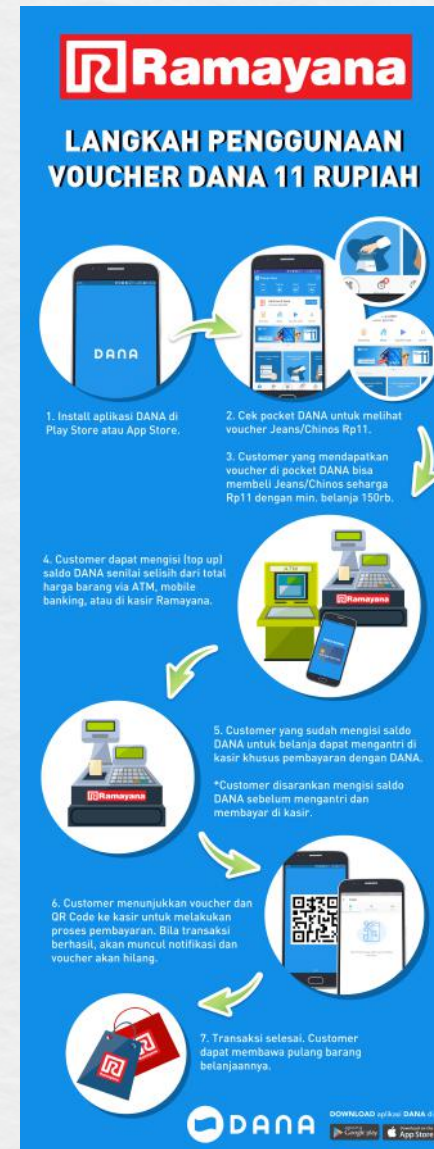 Ramayana
LANGKAH PENGGUNAAN
VOUCHER DANA 11 RUPIAH
DANA
1. Install aplikasi DANA di
Play Store atau App Store.
2. Cek pocket DANA untuk melihat
voucher Jeans/Chinos Rp11.
3. Customer yang mendapatkan
voucher di pocket DANA bisa
membeli Jeans/Chinos seharga
Rp11 dengan min. belanja 150rb.
4. Customer dapat mengisi (top up)
saldo DANA senilai selisih dari total
harga barang via ATM, mobile
banking, atau di kasir Ramayana.
ATM
Ramayana
5. Customer yang sudah mengisi saldo
DANA untuk belanja dapat mengantri di
kasir khusus pembayaran dengan DANA.
*Customer disarankan mengisi saldo
DANA sebelum mengantri dan
membayar di kasir.
Ramayana
6. Customer menunjukkan voucher dan
QR Code ke kasir untuk melakukan
proses pembayaran. Bila transaksi
berhasil, akan muncul notifikasi dan
voucher akan hilang.
7. Transaksi selesai. Customer
dapat membawa pulang barang
belanjaannya.
Ramayana
DANA
DOWNLOAD aplikasi DANA di
Google play
App Store